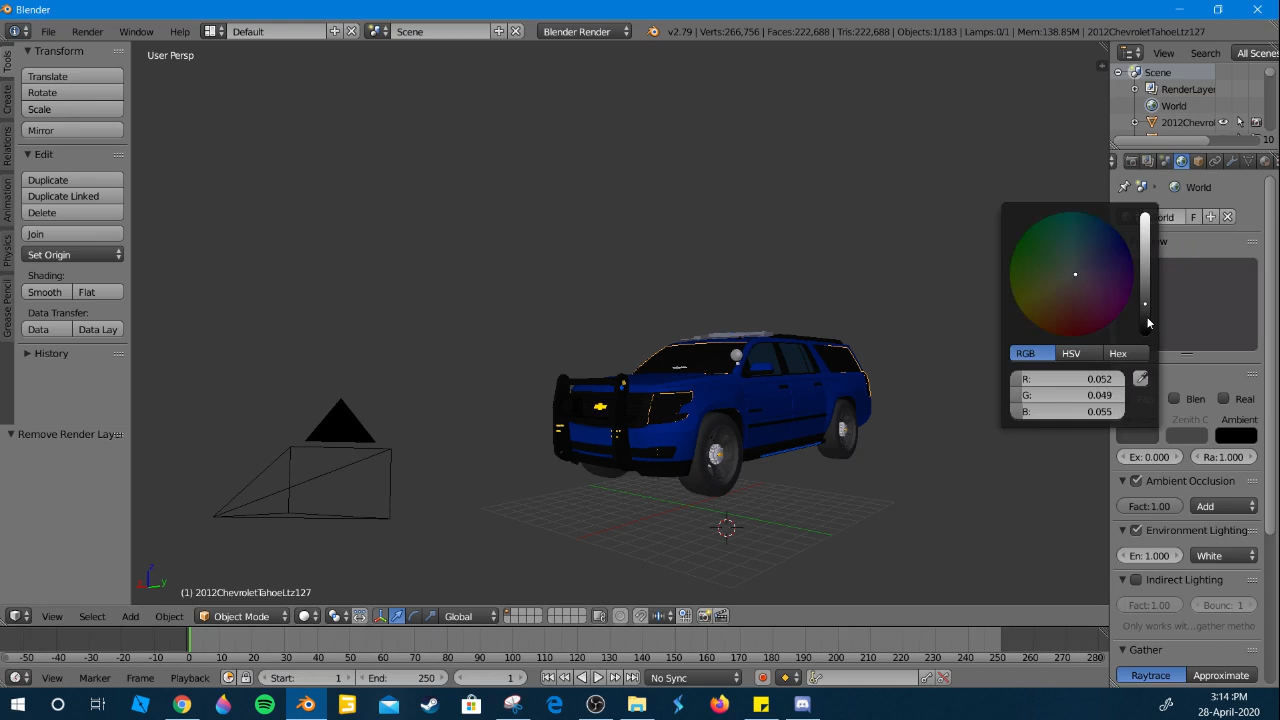 Blender
File Render Window Help Default Scene Blender Render v2.79 | Verts:266,756 | Faces:222,688 | Tris:222,688 | Objects:1/183 | Lamps:0/1 | Mem:138.85M | 2012ChevroletTahoeLtz127
Tools
Create
Relations
Animation
Physics
Grease Pencil
Transform
Translate
Rotate
Scale
Mirror
Edit
Duplicate
Duplicate Linked
Delete
Join
Set Origin
Shading:
Smooth Flat
Data Transfer:
Data Data Lay
History
Remove Render Lay
User Persp
z
y
(1) 2012ChevroletTahoeLtz127
View Search All Scenes
Scene
RenderLayer
World
2012Chevrol
10
World
orld F
RGB HSV Hex
R: 0.052
G: 0.049
B: 0.055
Blen Real
Zenith C Ambient
Ex: 0.000 Ra: 1.000
Ambient Occlusion
Fact: 1.00 Add
Environment Lighting
En: 1.000 White
Indirect Lighting
Fact: 1.00 Bounc: 1
Only works wit...gather metho
Gather
Raytrace Approximate
View Select Add Object Object Mode Global
-50 -40 -30 -20 -10 0 10 20 30 40 50 60 70 80 90 100 110 120 130 140 150 160 170 180 190 200 210 220 230 240 250 260 270 280
View Marker Frame Playback Start: 1 End: 250 1 No Sync
3:14 :PM
28-April-2020